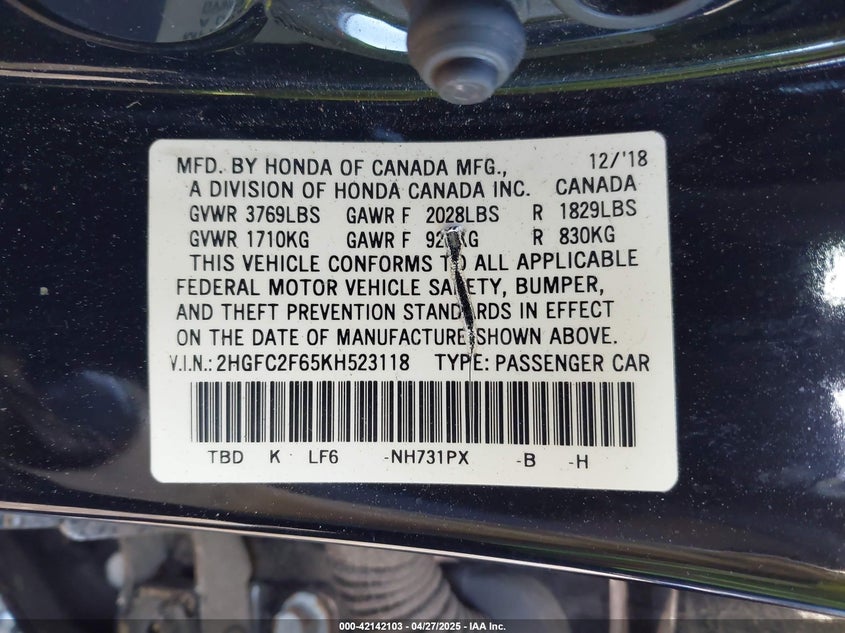 MFD. BY HONDA OF CANADA MFG., 12/'18
A DIVISION OF HONDA CANADA INC. CANADA
GVWR 3769LBS GAWR F 2028LBS R 1829LBS
GVWR 1710KG GAWR F KG R 830KG
THIS VEHICLE CONFORMS TO ALL APPLICABLE
FEDERAL MOTOR VEHICLE SAFETY, BUMPER,
AND THEFT PREVENTION STANDARDS IN EFFECT
ON THE DATE OF MANUFACTURE SHOWN ABOVE.
V.I.N.: 2HGFC2F65KH523118 TYPE: PASSENGER CAR
TBD K LF6 -NH731PX -B -H
000-42142103 | 04/27/2025 - IAA Inc.